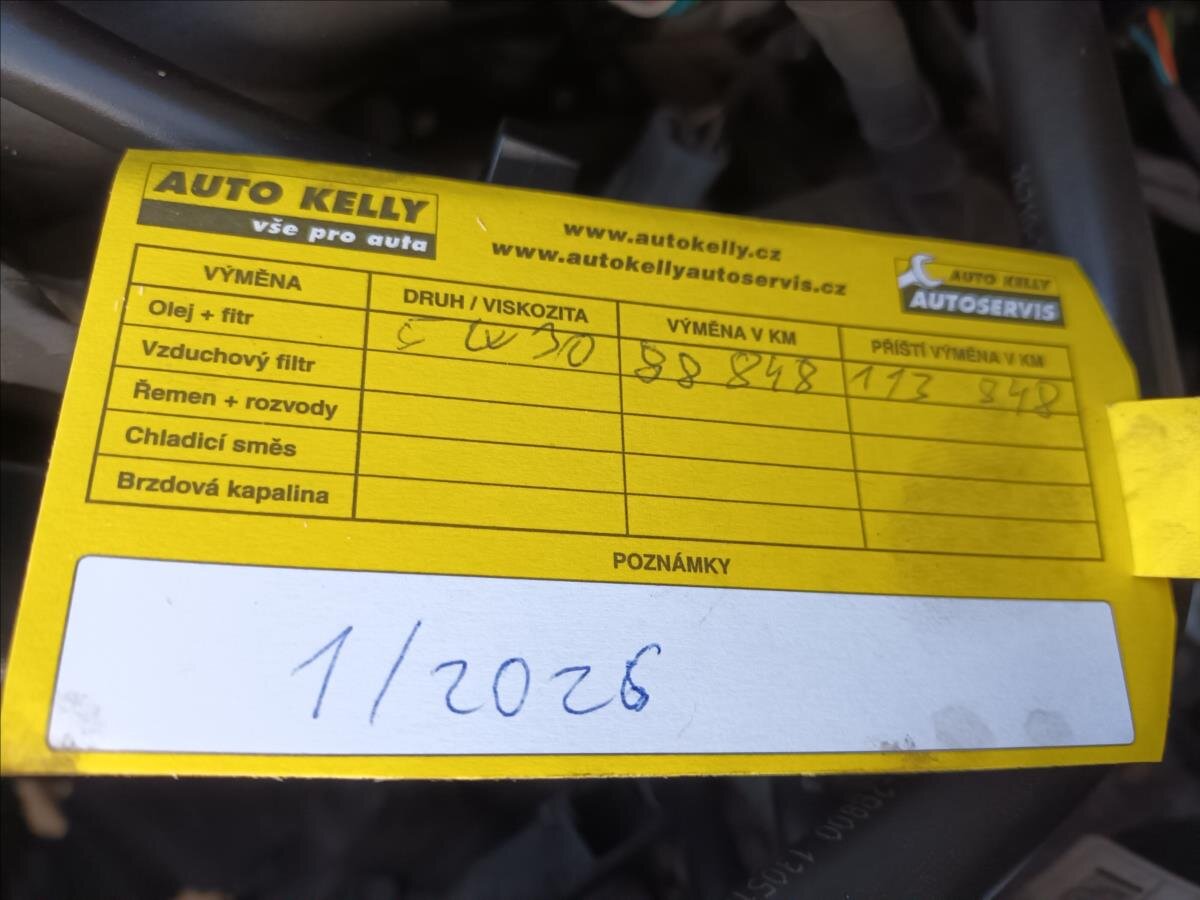 AUTO KELLY
vše pro auta
www.autokelly.cz
www.autokellyautoservis.cz
AUTO KELLY
AUTOSERVIS
VÝMĚNA DRUH / VISKOZITA VÝMĚNA V KM PŘÍŠTÍ VÝMĚNA V KM
Olej + fitr 5W30 88 848 113 848
Vzduchový filtr
Řemen + rozvody
Chladicí směs
Brzdová kapalina
POZNÁMKY
1/2026